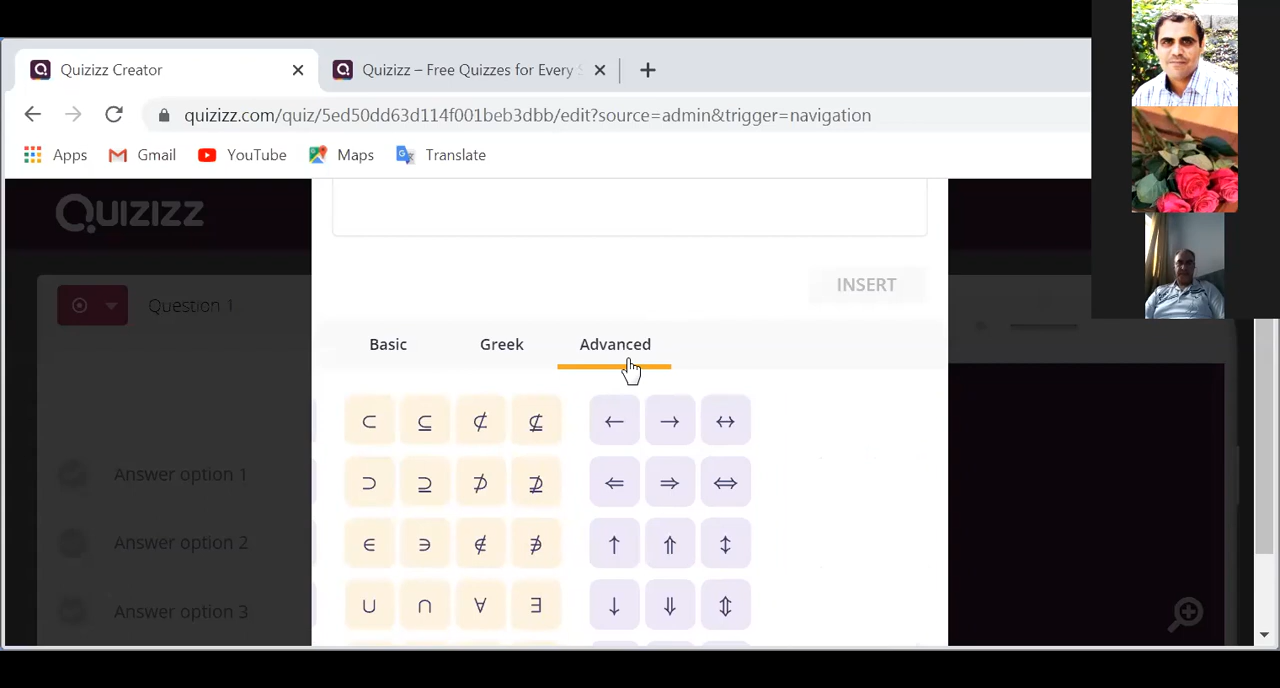 Quizizz Creator
Quizizz – Free Quizzes for Every
quizizz.com/quiz/5ed50dd63d114f001beb3dbb/edit?source=admin&trigger=navigation
Apps
Gmail
YouTube
Maps
Translate
QUIZIZZ
INSERT
Question 1
Basic
Greek
Advanced
⊂ ⊆ ⊄ ⊈ ← → ↔
⊃ ⊇ ⊅ ⊉ ⇐ ⇒ ⇔
∈ ∋ ∉ ∌ ↑ ⇑ ↕
∪ ∩ ∀ ∃ ↓ ⇓ ⇕
Answer option 1
Answer option 2
Answer option 3